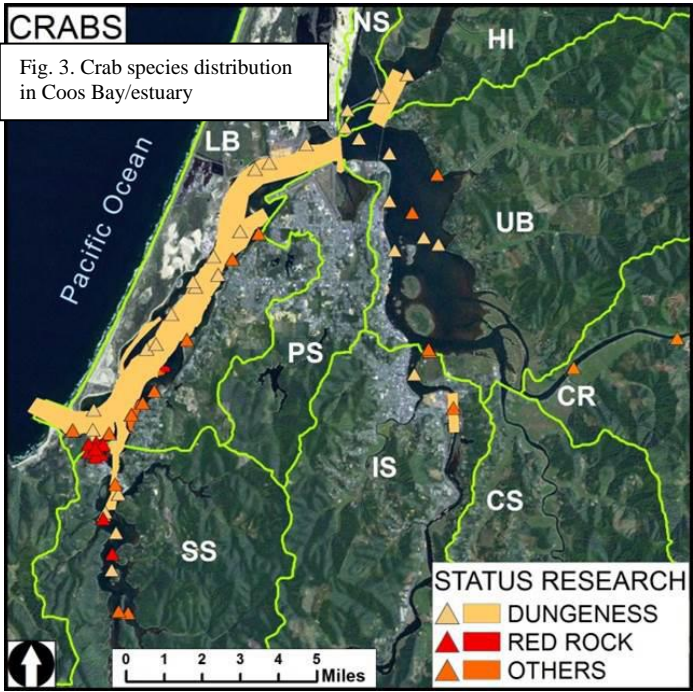 CRABS
Fig. 3. Crab species distribution
in Coos Bay/estuary
NS
HI
LB
Pacific Ocean
UB
PS
CR
IS
CS
SS
STATUS RESEARCH
DUNGENESS
RED ROCK
OTHERS
0 1 2 3 4 5
Miles